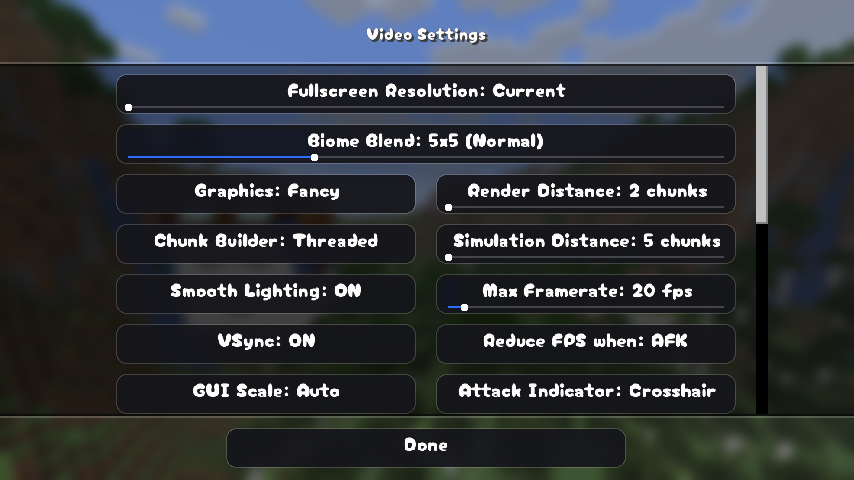 Video Settings
Fullscreen Resolution: Current
Biome Blend: 5x5 (Normal)
Graphics: Fancy
Render Distance: 2 chunks
Chunk Builder: Threaded
Simulation Distance: 5 chunks
Smooth Lighting: ON
Max Framerate: 20 fps
VSync: ON
Reduce FPS when: AFK
GUI Scale: Auto
Attack Indicator: Crosshair
Done